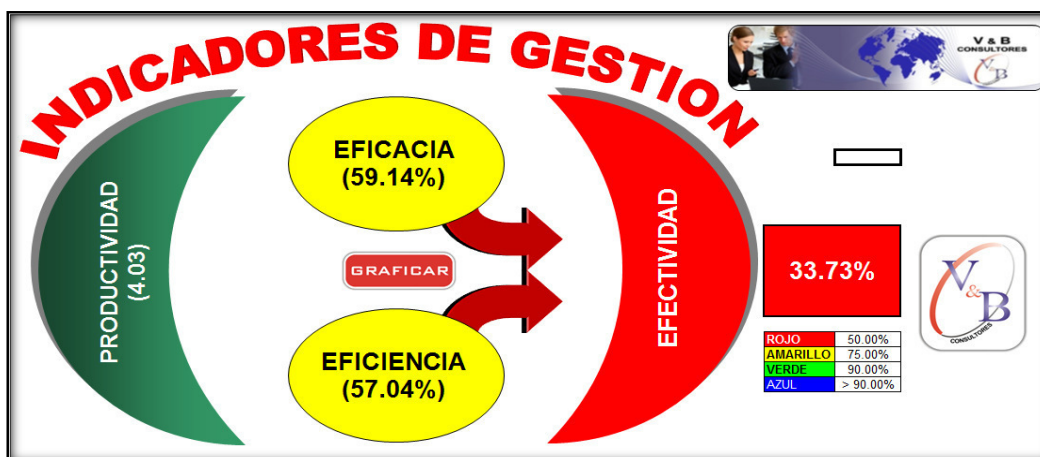 INDICADORES DE GESTION
V & B
CONSULTORES
V&B
PRODUCTIVIDAD
(4.03)
EFICACIA
(59.14%)
GRAFICAR
EFICIENCIA
(57.04%)
EFECTIVIDAD
33.73%
ROJO 50.00%
AMARILLO 75.00%
VERDE 90.00%
AZUL > 90.00%
V&B
CONSULTORES